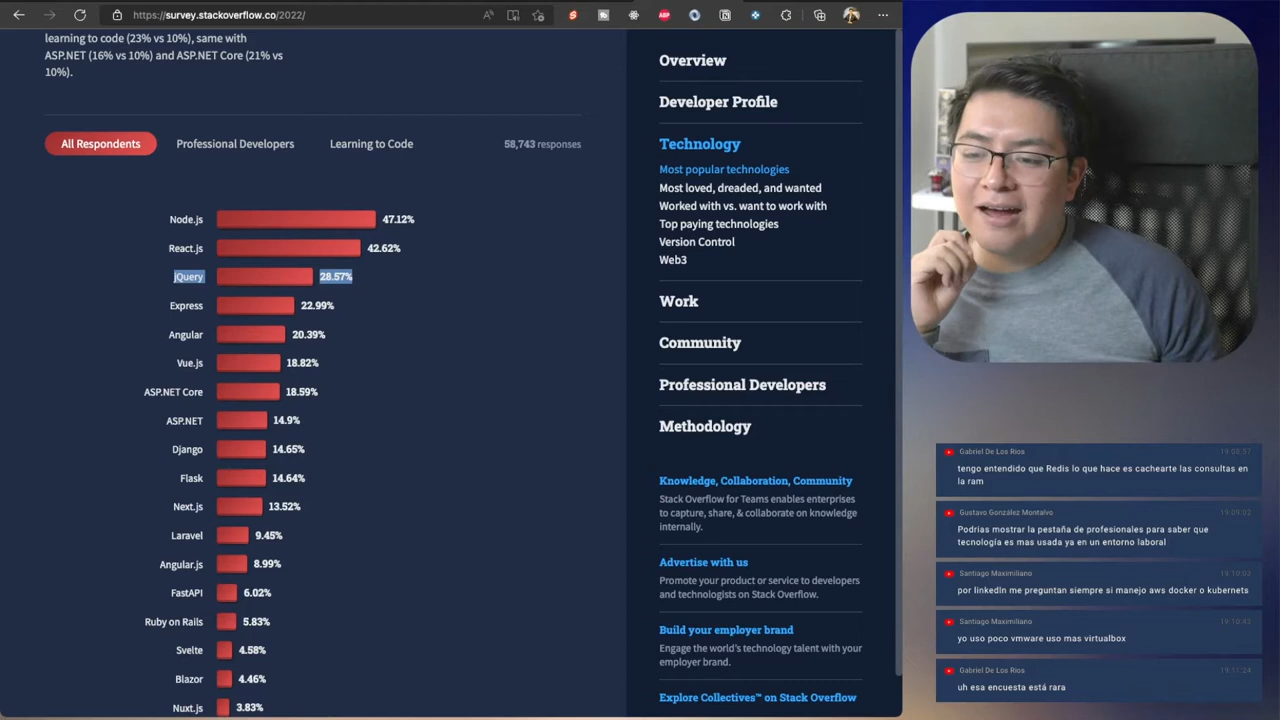 https://survey.stackoverflow.co/2022/
learning to code (23% vs 10%), same with
ASP.NET (16% vs 10%) and ASP.NET Core (21% vs
10%).
All Respondents
Professional Developers
Learning to Code
58,743 responses
Node.js 47.12%
React.js 42.62%
jQuery 28.57%
Express 22.99%
Angular 20.39%
Vue.js 18.82%
ASP.NET Core 18.59%
ASP.NET 14.9%
Django 14.65%
Flask 14.64%
Next.js 13.52%
Laravel 9.45%
Angular.js 8.99%
FastAPI 6.02%
Ruby on Rails 5.83%
Svelte 4.58%
Blazor 4.46%
Nuxt.js 3.83%
Overview
Developer Profile
Technology
Most popular technologies
Most loved, dreaded, and wanted
Worked with vs. want to work with
Top paying technologies
Version Control
Web3
Work
Community
Professional Developers
Methodology
Knowledge, Collaboration, Community
Stack Overflow for Teams enables enterprises
to capture, share, & collaborate on knowledge
internally.
Advertise with us
Promote your product or service to developers
and technologists on Stack Overflow.
Build your employer brand
Engage the world's technology talent with your
employer brand.
Explore Collectives™ on Stack Overflow
Gabriel De Los Rios 19:08:57
tengo entendido que Redis lo que hace es cachearte las consultas en
la ram
Gustavo González Montalvo 19:09:02
Podrias mostrar la pestaña de profesionales para saber que
tecnología es mas usada ya en un entorno laboral
Santiago Maximiliano
por linkedIn me preguntan siempre si manejo aws docker o kubernets
Santiago Maximiliano
yo uso poco vmware uso mas virtualbox
Gabriel De Los Rios 19:11:24
uh esa encuesta está rara